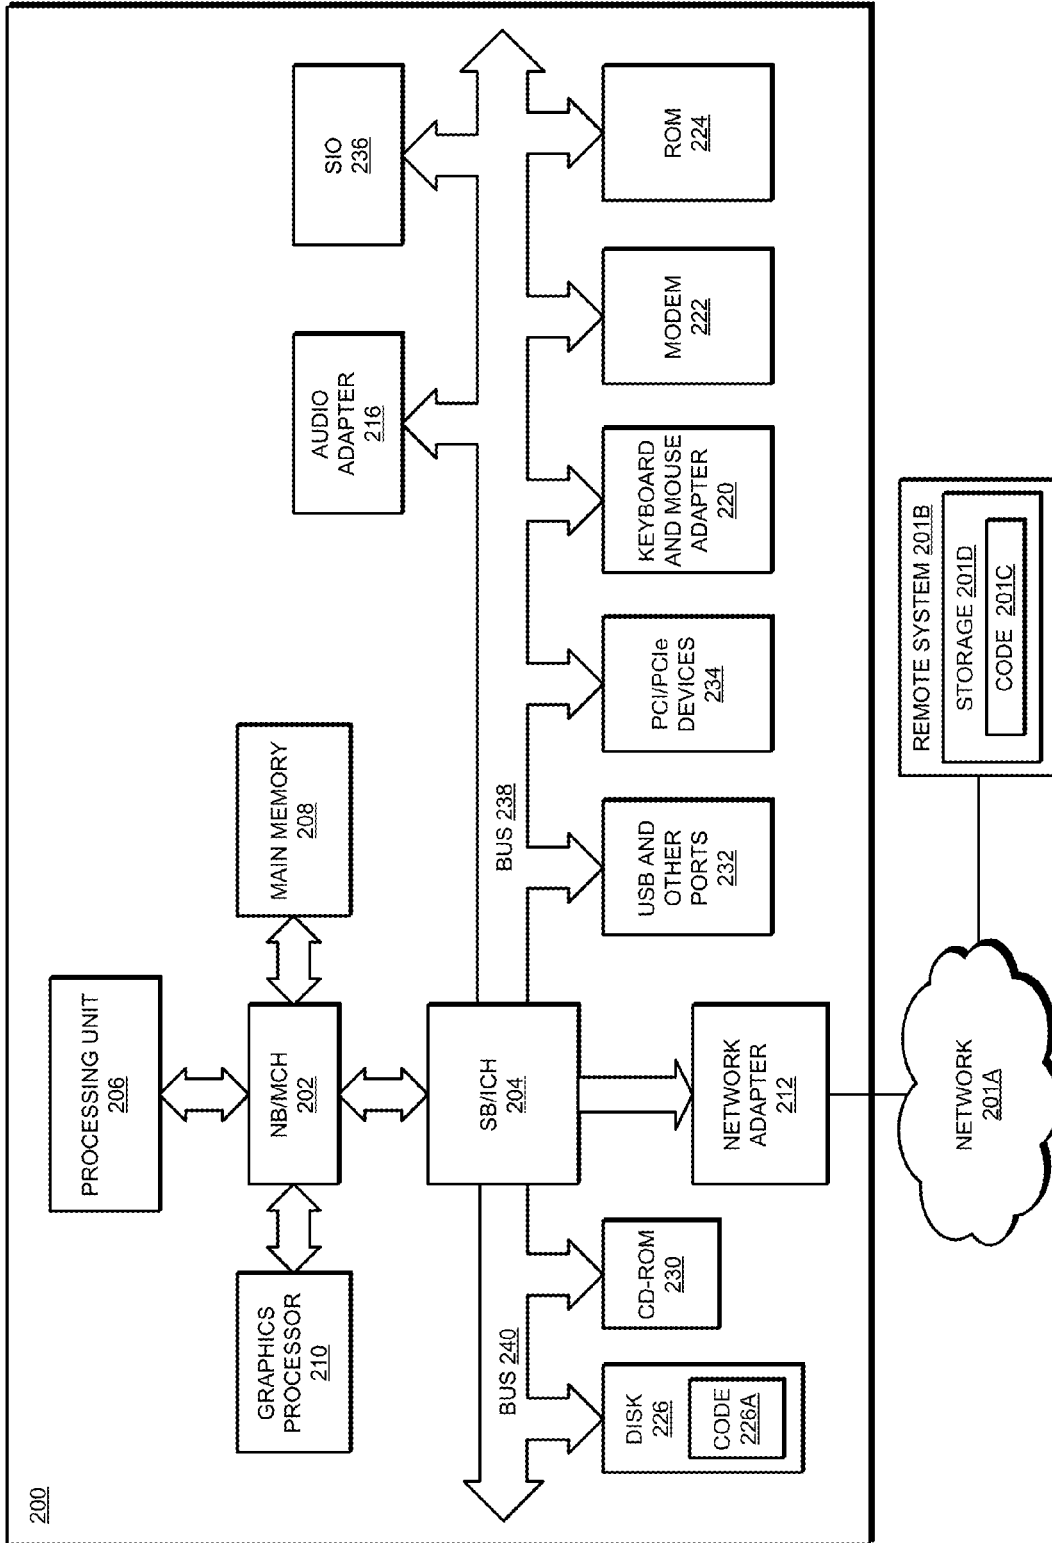 200
PROCESSING UNIT
206
GRAPHICS
PROCESSOR
210
NB/MCH
202
MAIN MEMORY
208
AUDIO
ADAPTER
216
SIO
236
SB/ICH
204
BUS 240
BUS 238
DISK
226
CODE
226A
CD-ROM
230
NETWORK
ADAPTER
212
USB AND
OTHER
PORTS
232
PCI/PCIe
DEVICES
234
KEYBOARD
AND MOUSE
ADAPTER
220
MODEM
222
ROM
224
NETWORK
201A
REMOTE SYSTEM 201B
STORAGE 201D
CODE 201C